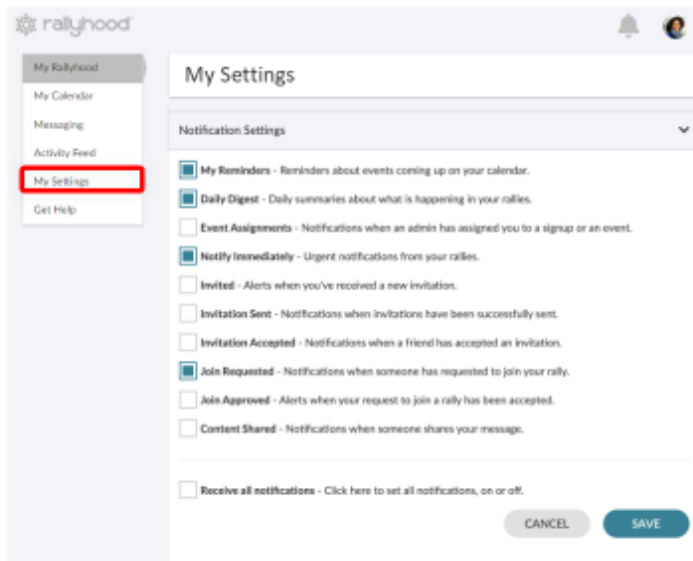 rallyhood
My Rallyhood
My Calendar
Messaging
Activity Feed
My Settings
Get Help
My Settings
Notification Settings
My Reminders - Reminders about events coming up on your calendar.
Daily Digest - Daily summaries about what is happening in your rallies.
Event Assignments - Notifications when an admin has assigned you to a signup or an event.
Notify Immediately - Urgent notifications from your rallies.
Invited - Alerts when you've received a new invitation.
Invitation Sent - Notifications when invitations have been successfully sent.
Invitation Accepted - Notifications when a friend has accepted an invitation.
Join Requested - Notifications when someone has requested to join your rally.
Join Approved - Alerts when your request to join a rally has been accepted.
Content Shared - Notifications when someone shares your message.
Receive all notifications - Click here to set all notifications, on or off.
CANCEL SAVE